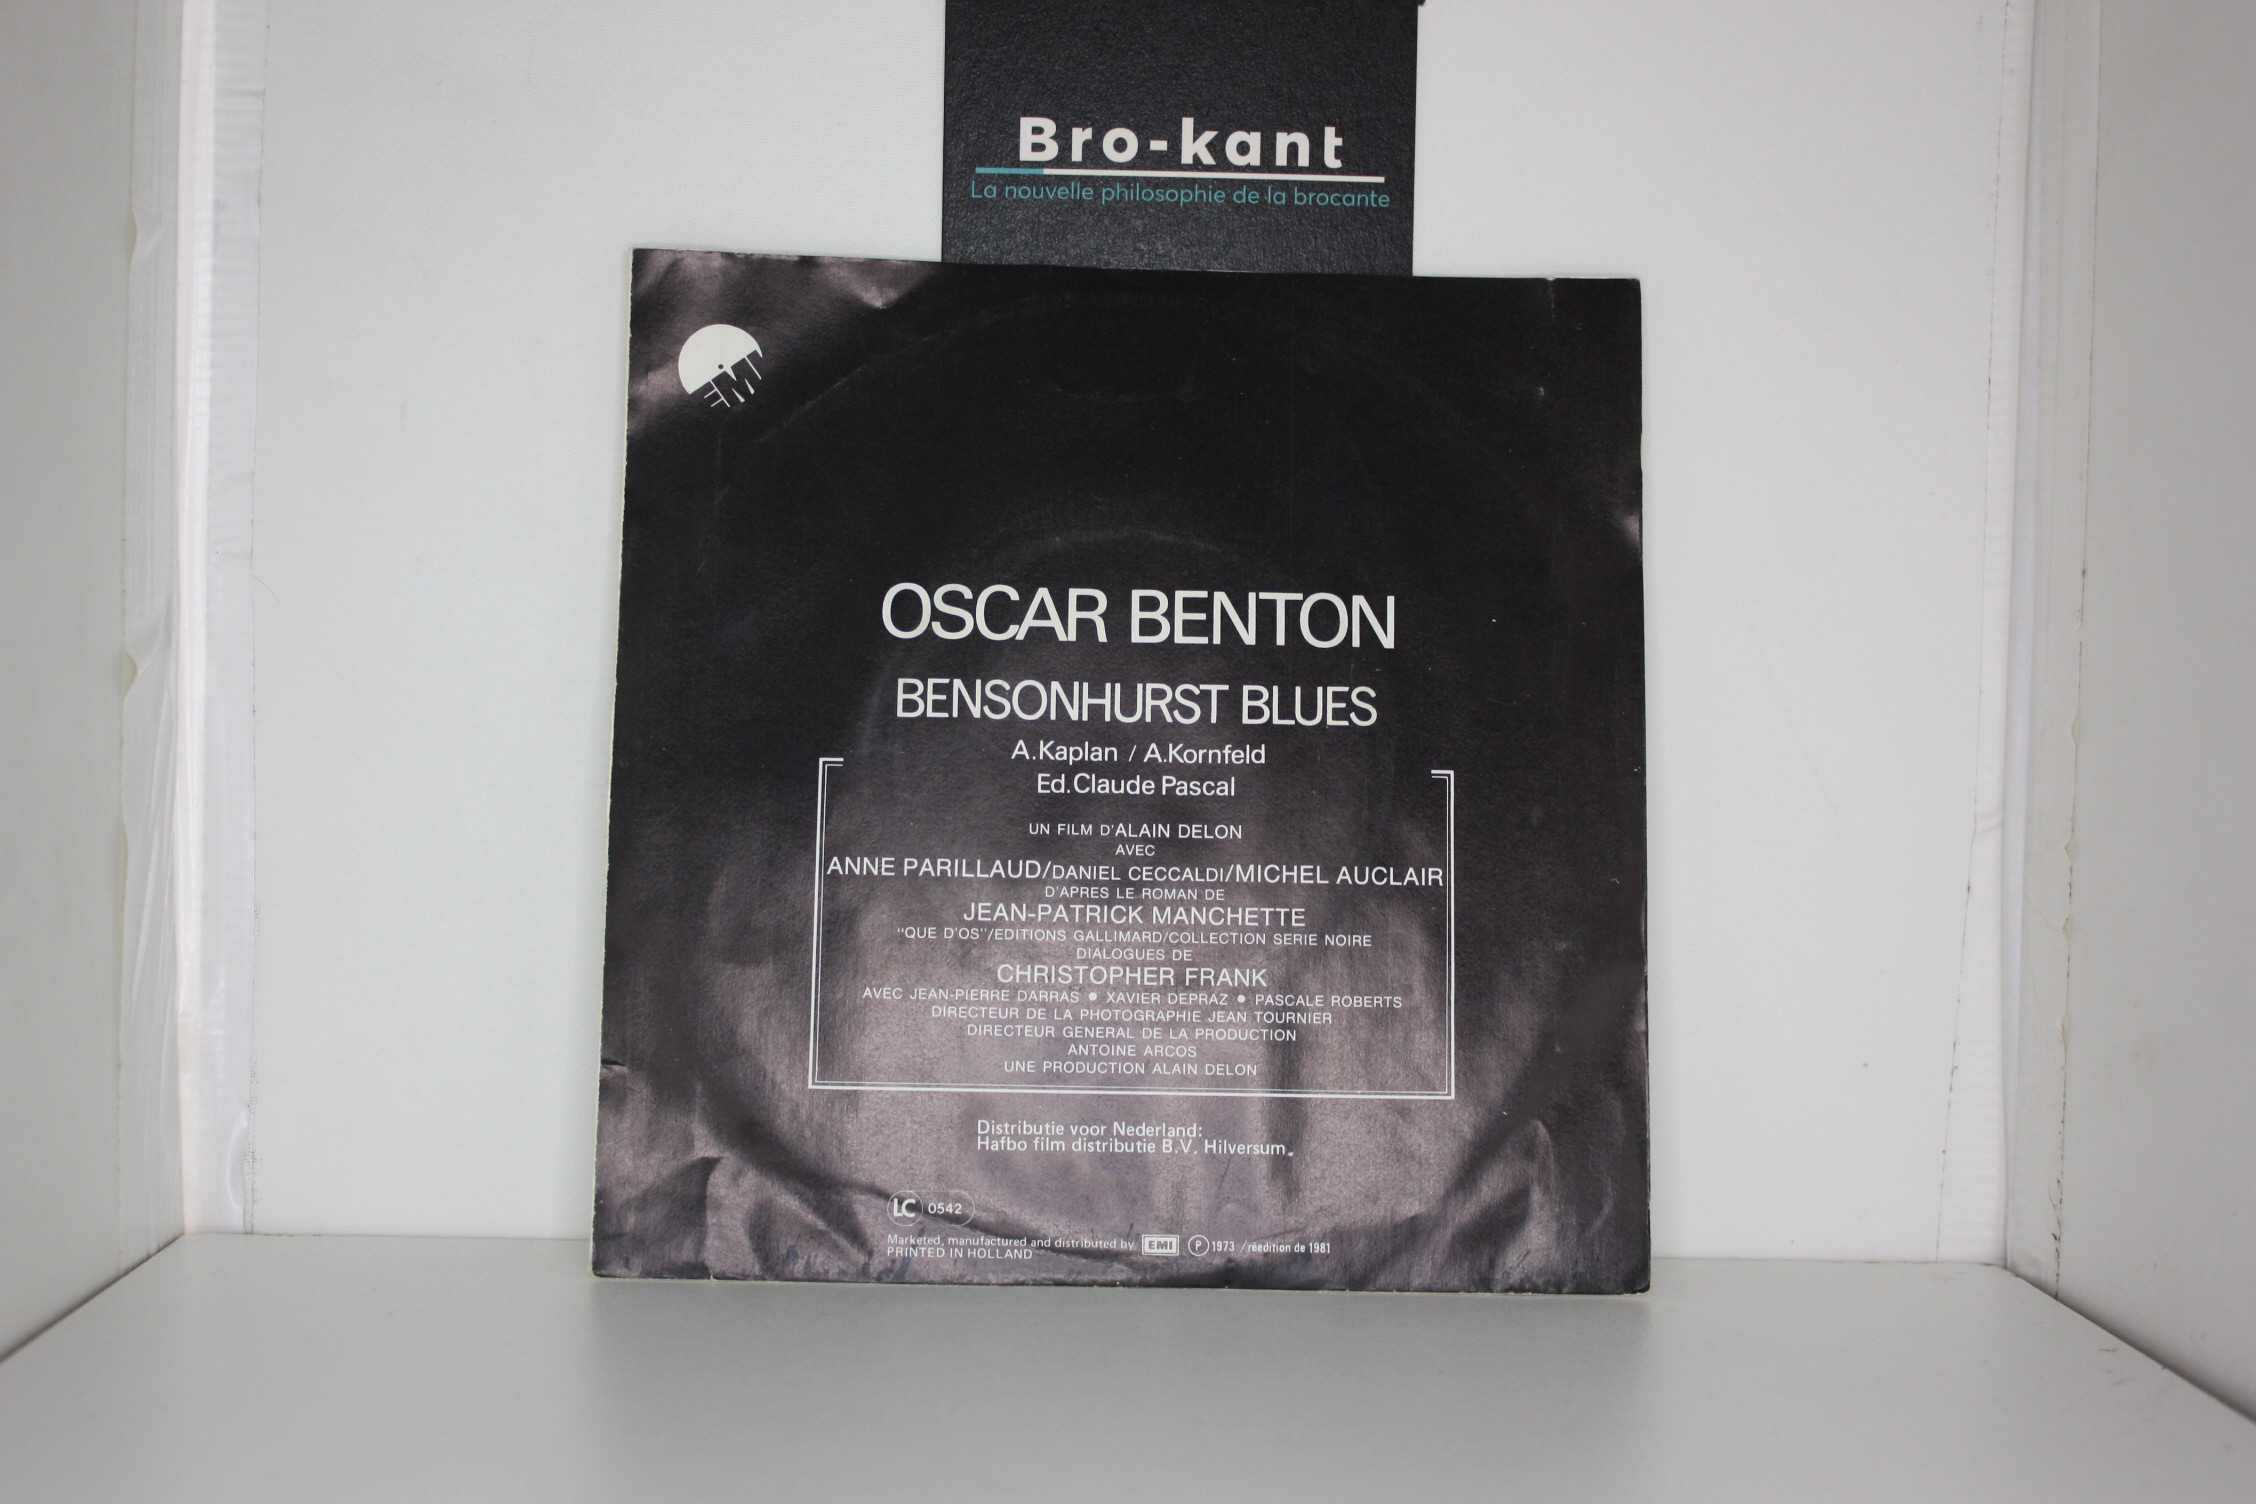 Bro-kant
La nouvelle philosophie de la brocante
EMI
OSCAR BENTON
BENSONHURST BLUES
A.Kaplan / A.Kornfeld
Ed.Claude Pascal
UN FILM D'ALAIN DELON
AVEC
ANNE PARILLAUD/DANIEL CECCALDI/MICHEL AUCLAIR
D'APRES LE ROMAN DE
JEAN-PATRICK MANCHETTE
"QUE D'OS"/EDITIONS GALLIMARD/COLLECTION SERIE NOIRE
DIALOGUES DE
CHRISTOPHER FRANK
AVEC JEAN-PIERRE DARRAS ● XAVIER DEPRAZ ● PASCALE ROBERTS
DIRECTEUR DE LA PHOTOGRAPHIE JEAN TOURNIER
DIRECTEUR GENERAL DE LA PRODUCTION
ANTOINE ARCOS
UNE PRODUCTION ALAIN DELON
Distributie voor Nederland:
Hafbo film distributie B.V. Hilversum.
LC 0542
Marketed, manufactured and distributed by EMI Ⓟ 1973 /réedition de 1981
PRINTED IN HOLLAND